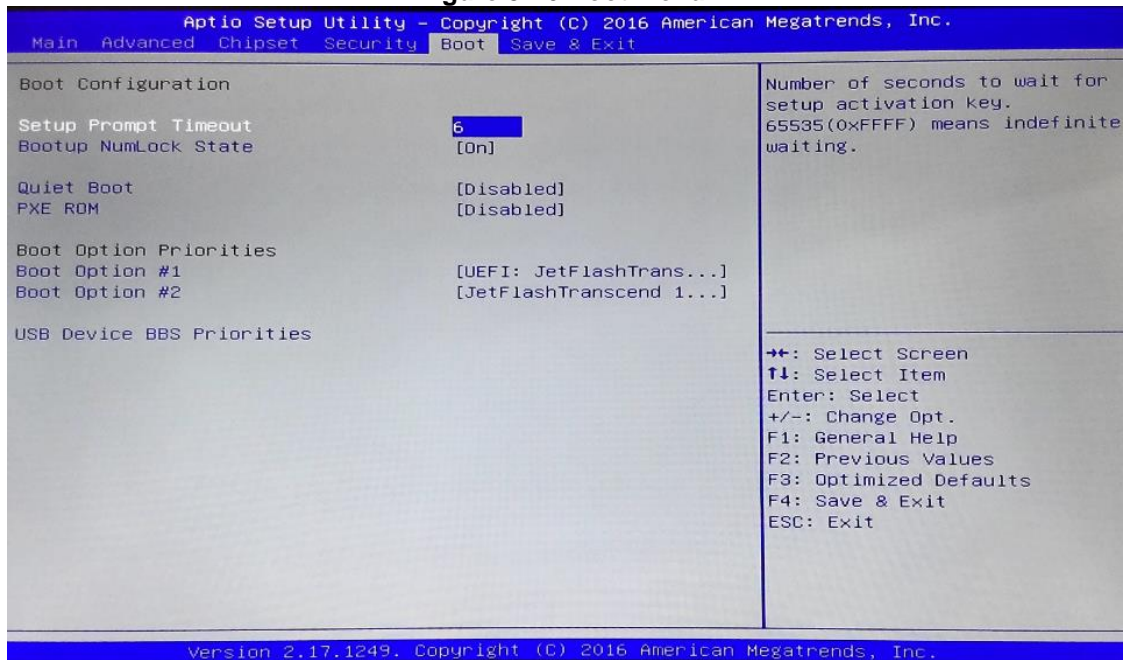 Aptio Setup Utility – Copyright (C) 2016 American Megatrends, Inc.
Main Advanced Chipset Security Boot Save & Exit
Boot Configuration
Setup Prompt Timeout 6
Bootup NumLock State [On]
Quiet Boot [Disabled]
PXE ROM [Disabled]
Boot Option Priorities
Boot Option #1 [UEFI: JetFlashTrans...]
Boot Option #2 [JetFlashTranscend 1...]
USB Device BBS Priorities
Number of seconds to wait for
setup activation key.
65535(0xFFFF) means indefinite
waiting.
→←: Select Screen
↑↓: Select Item
Enter: Select
+/-: Change Opt.
F1: General Help
F2: Previous Values
F3: Optimized Defaults
F4: Save & Exit
ESC: Exit
Version 2.17.1249. Copyright (C) 2016 American Megatrends, Inc.